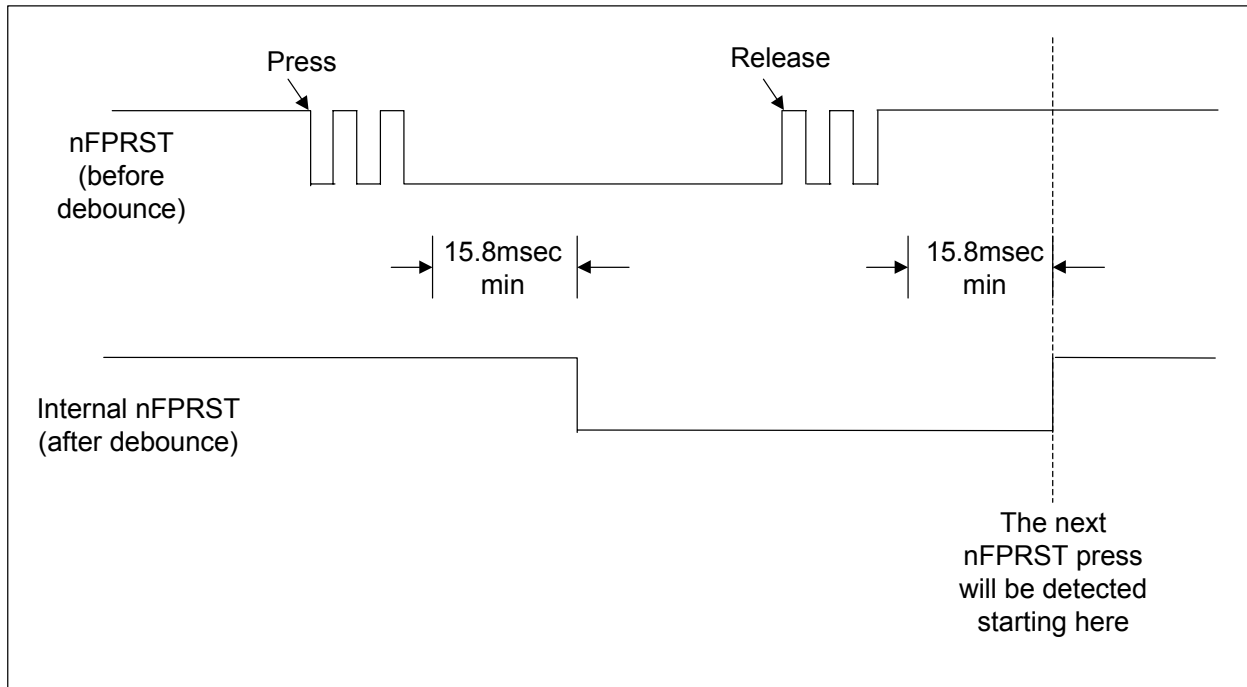 Press
Release
nFPRST
(before
debounce)
15.8msec
min
15.8msec
min
Internal nFPRST
(after debounce)
The next
nFPRST press
will be detected
starting here